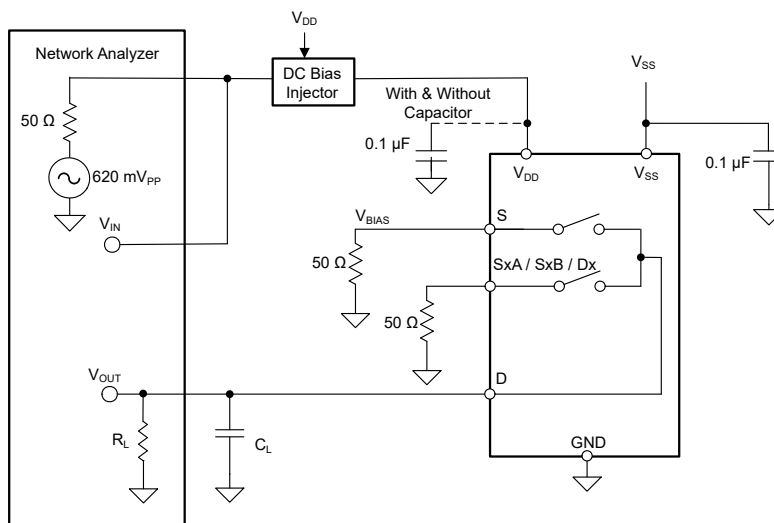 V_DD
Network Analyzer
DC Bias
Injector
V_SS
50 Ω
With & Without
Capacitor
0.1 µF
0.1 µF
620 mV_PP
V_DD
V_SS
V_IN
V_BIAS
S
50 Ω
SxA / SxB / Dx
50 Ω
V_OUT
D
R_L
C_L
GND